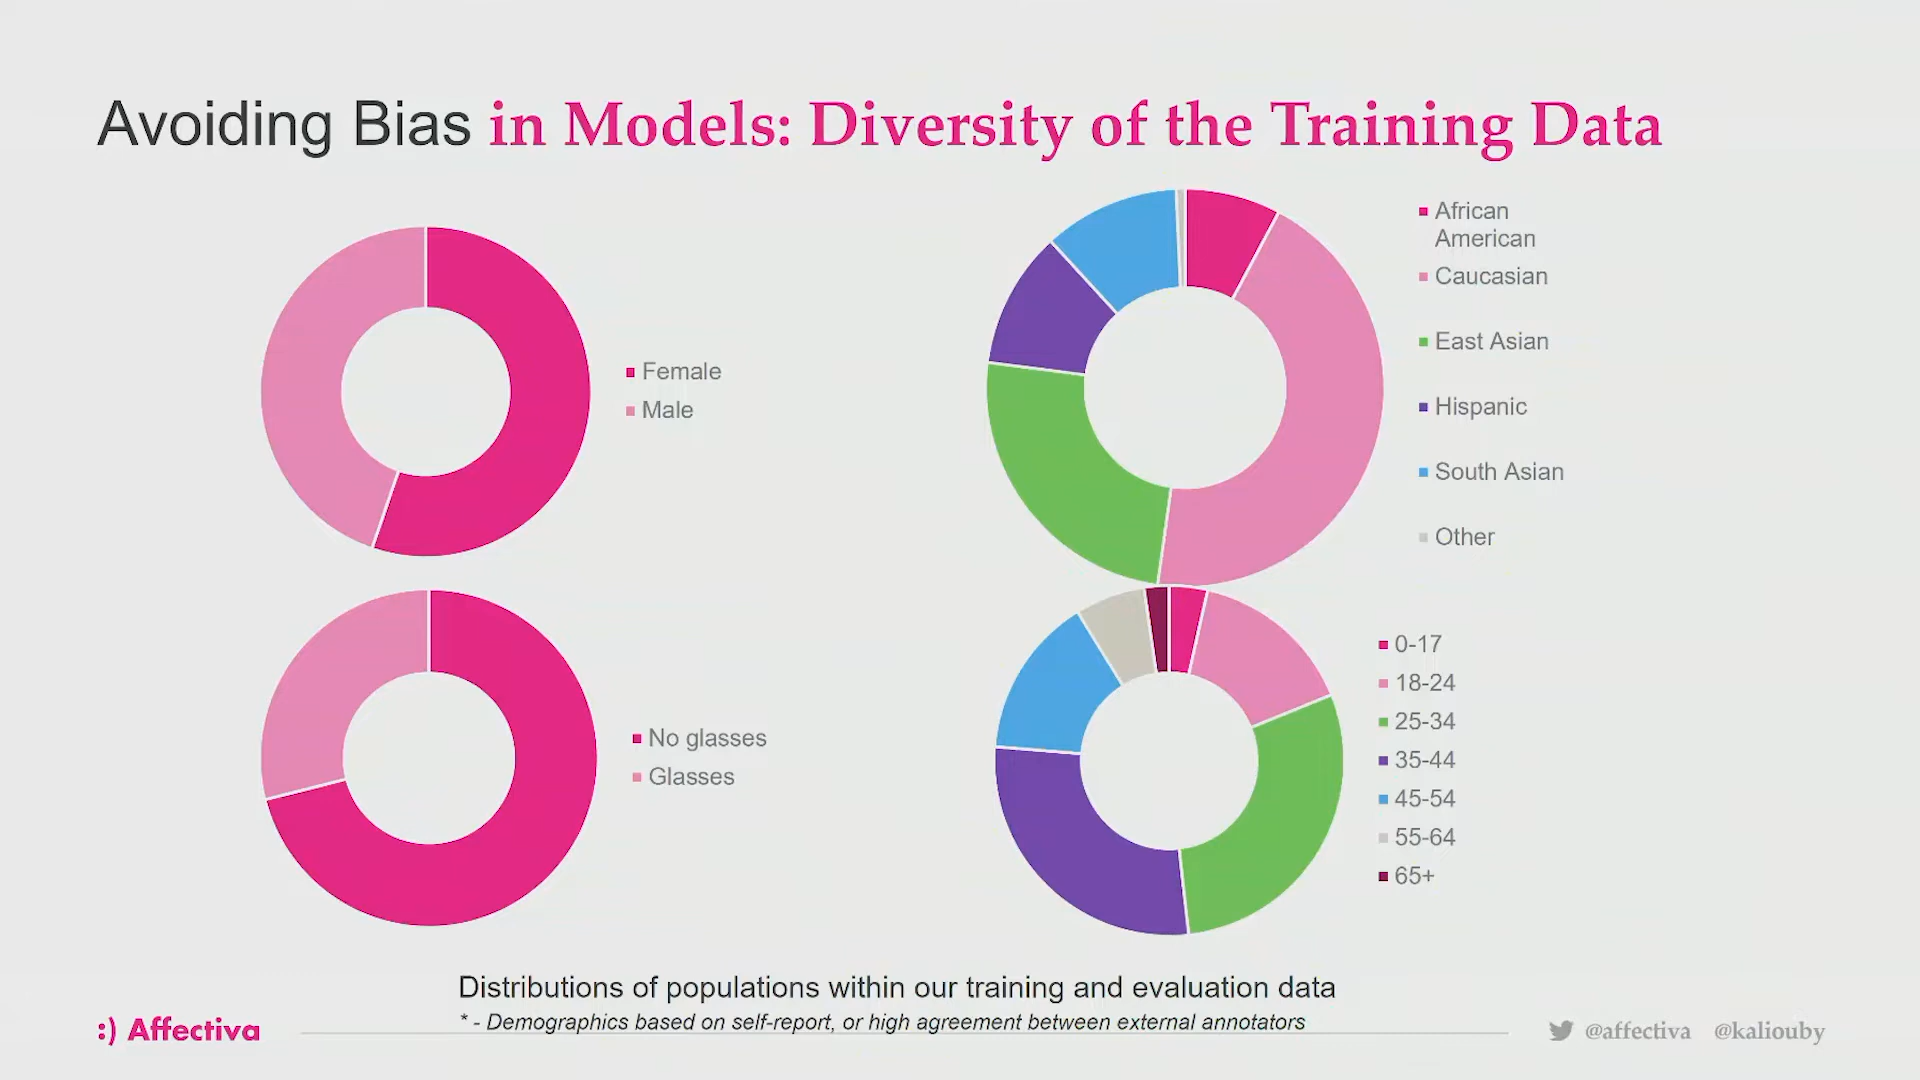 Avoiding Bias in Models: Diversity of the Training Data
Female
Male
African
American
Caucasian
East Asian
Hispanic
South Asian
Other
No glasses
Glasses
0-17
18-24
25-34
35-44
45-54
55-64
65+
Distributions of populations within our training and evaluation data
* - Demographics based on self-report, or high agreement between external annotators
:) Affectiva
@affectiva @kaliouby